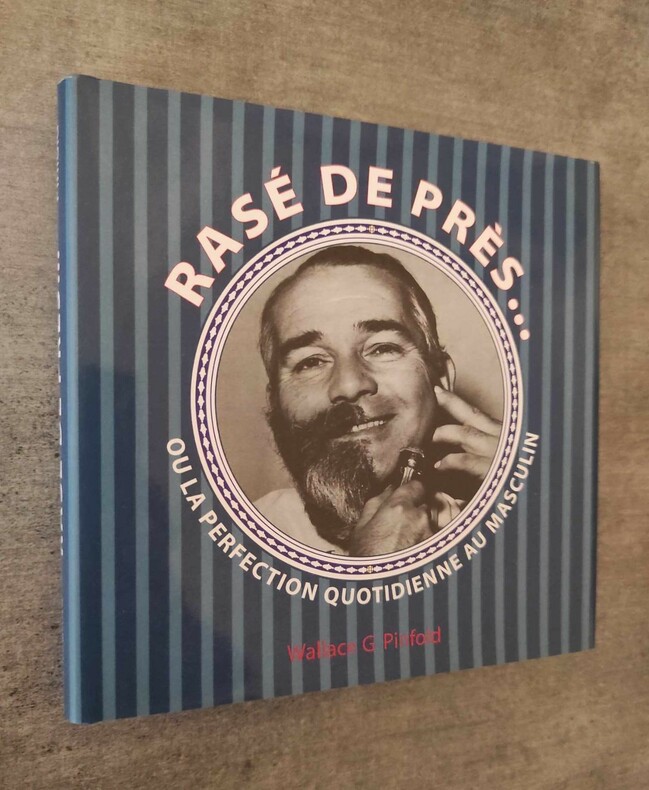 RASÉ DE PRÈS...
OU LA PERFECTION QUOTIDIENNE AU MASCULIN
Wallace G Pinfold